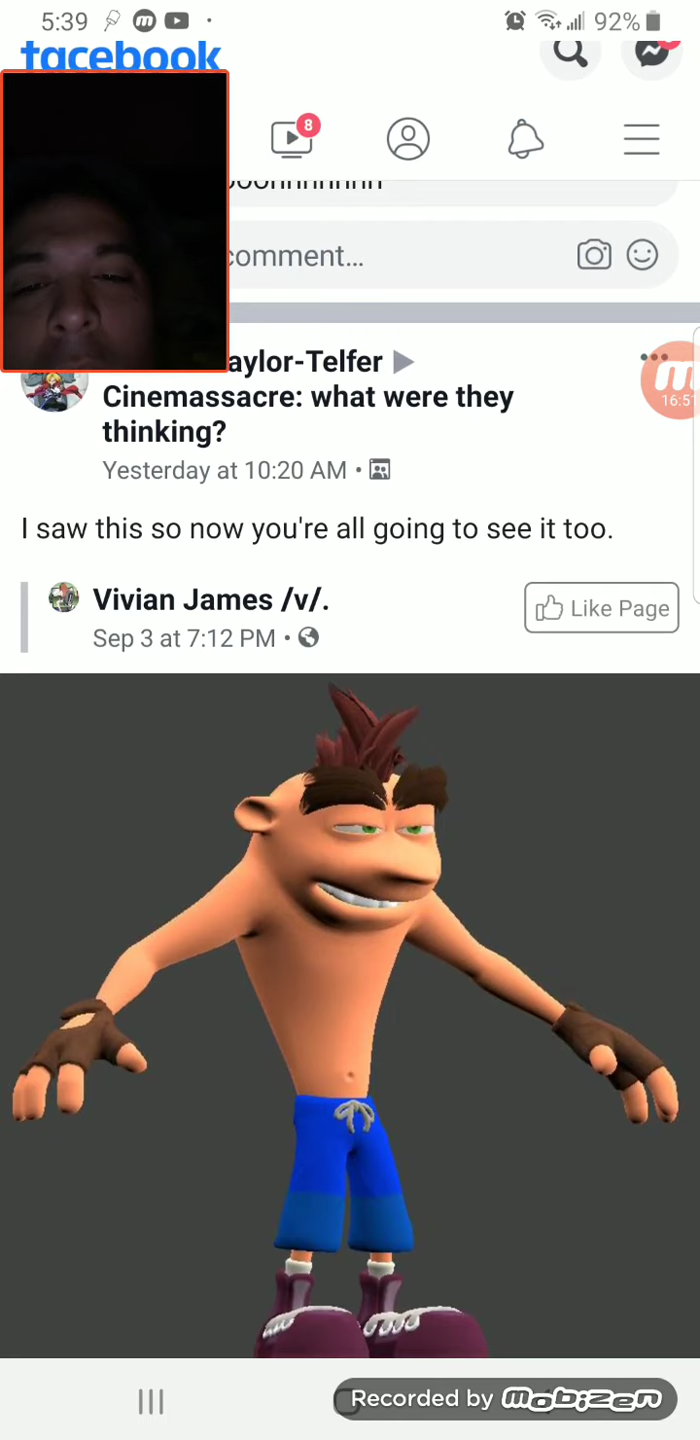 5:39
92%
facebook
8
comment...
aylor-Telfer
Cinemassacre: what were they
thinking?
Yesterday at 10:20 AM •
16:51
I saw this so now you're all going to see it too.
Vivian James /v/.
Like Page
Sep 3 at 7:12 PM •
Recorded by mobizen